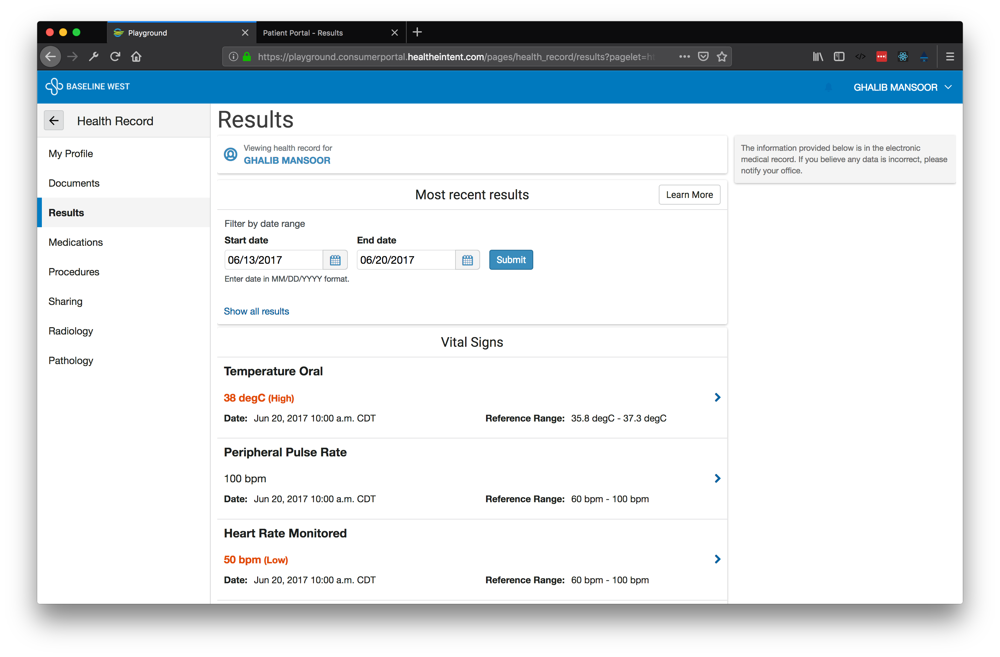 Playground
Patient Portal - Results
https://playground.consumerportal.healtheintent.com/pages/health_record/results?pagelet=ht
BASELINE WEST
GHALIB MANSOOR
Health Record
My Profile
Documents
Results
Medications
Procedures
Sharing
Radiology
Pathology
Results
Viewing health record for
GHALIB MANSOOR
The information provided below is in the electronic
medical record. If you believe any data is incorrect, please
notify your office.
Most recent results
Learn More
Filter by date range
Start date
End date
06/13/2017
06/20/2017
Submit
Enter date in MM/DD/YYYY format.
Show all results
Vital Signs
Temperature Oral
38 degC (High)
Date: Jun 20, 2017 10:00 a.m. CDT
Reference Range: 35.8 degC - 37.3 degC
Peripheral Pulse Rate
100 bpm
Date: Jun 20, 2017 10:00 a.m. CDT
Reference Range: 60 bpm - 100 bpm
Heart Rate Monitored
50 bpm (Low)
Date: Jun 20, 2017 10:00 a.m. CDT
Reference Range: 60 bpm - 100 bpm